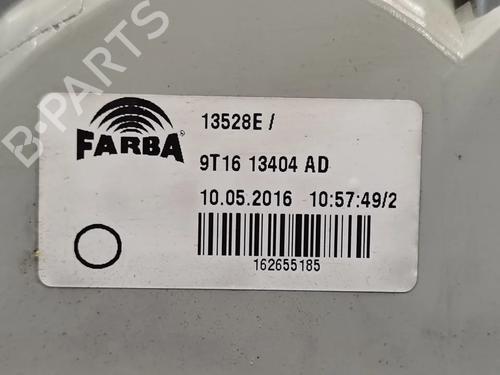 FARBA
13528E /
9T16 13404 AD
10.05.2016 10:57:49/2
162655185
B-PARTS